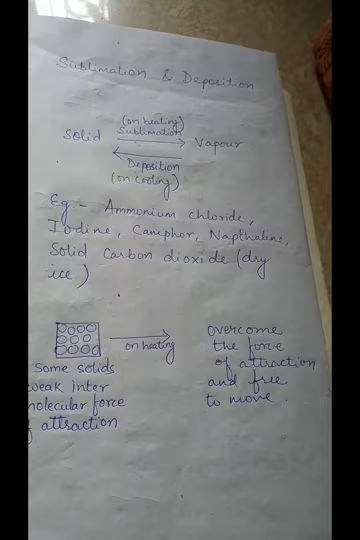 Sublimation & Deposition
(on heating)
Solid Sublimation Vapour
Deposition
(on cooling)
Eg - Ammonium chloride,
Iodine, Camphor, Napthalene,
Solid Carbon dioxide (dry
ice)
on heating
Some solids
weak inter
molecular force
of attraction
overcome
the force
of attraction
and free
to move.